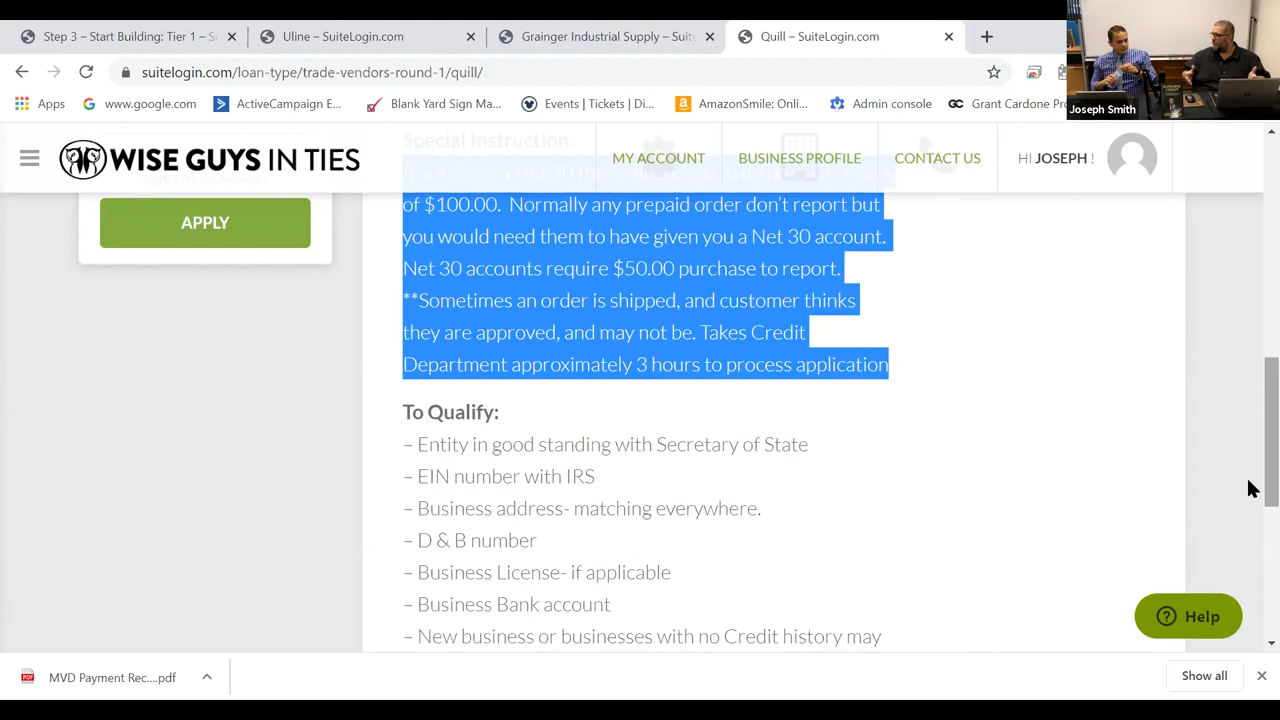 Step 3 – Start Building: Tier 1 – Su
Uline – SuiteLogin.com
Grainger Industrial Supply – Suite
Quill – SuiteLogin.com
suitelogin.com/loan-type/trade-vendors-round-1/quill/
Apps
www.google.com
ActiveCampaign E...
Blank Yard Sign Ma...
Events | Tickets | Di...
AmazonSmile: Onli...
Admin console
Grant Cardone Pro
Joseph Smith
WISE GUYS IN TIES
MY ACCOUNT
BUSINESS PROFILE
CONTACT US
HI JOSEPH !
APPLY
Special Instruction:
of $100.00. Normally any prepaid order don't report but
you would need them to have given you a Net 30 account.
Net 30 accounts require $50.00 purchase to report.
**Sometimes an order is shipped, and customer thinks
they are approved, and may not be. Takes Credit
Department approximately 3 hours to process application
To Qualify:
– Entity in good standing with Secretary of State
– EIN number with IRS
– Business address- matching everywhere.
– D & B number
– Business License- if applicable
– Business Bank account
– New business or businesses with no Credit history may
Help
MVD Payment Rec....pdf
Show all